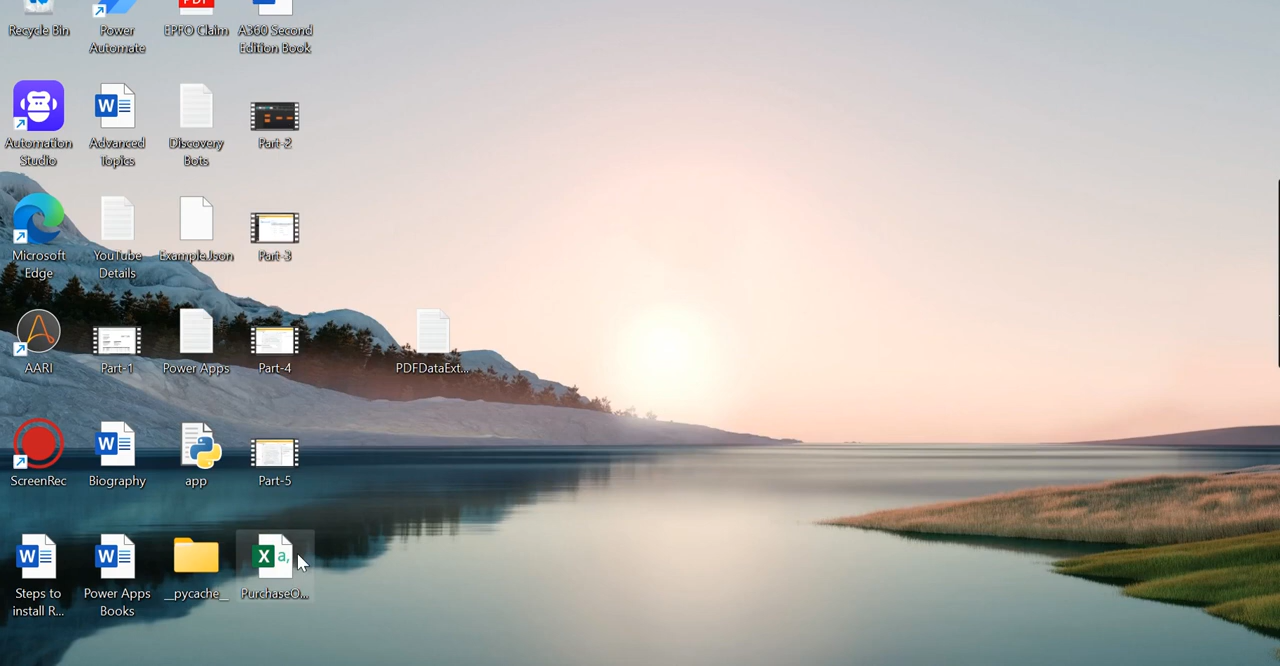 Recycle Bin
Power
Automate
PDF
EPFO Claim
A360 Second
Edition Book
Automation
Studio
W
Advanced
Topics
Discovery
Bots
Part-2
Microsoft
Edge
YouTube
Details
Example.Json
Part-3
AARI
Part-1
Power Apps
Part-4
PDFDataExt...
ScreenRec
W
Biography
app
Part-5
W
Steps to
install R...
W
Power Apps
Books
__pycache__
X a,
PurchaseO...